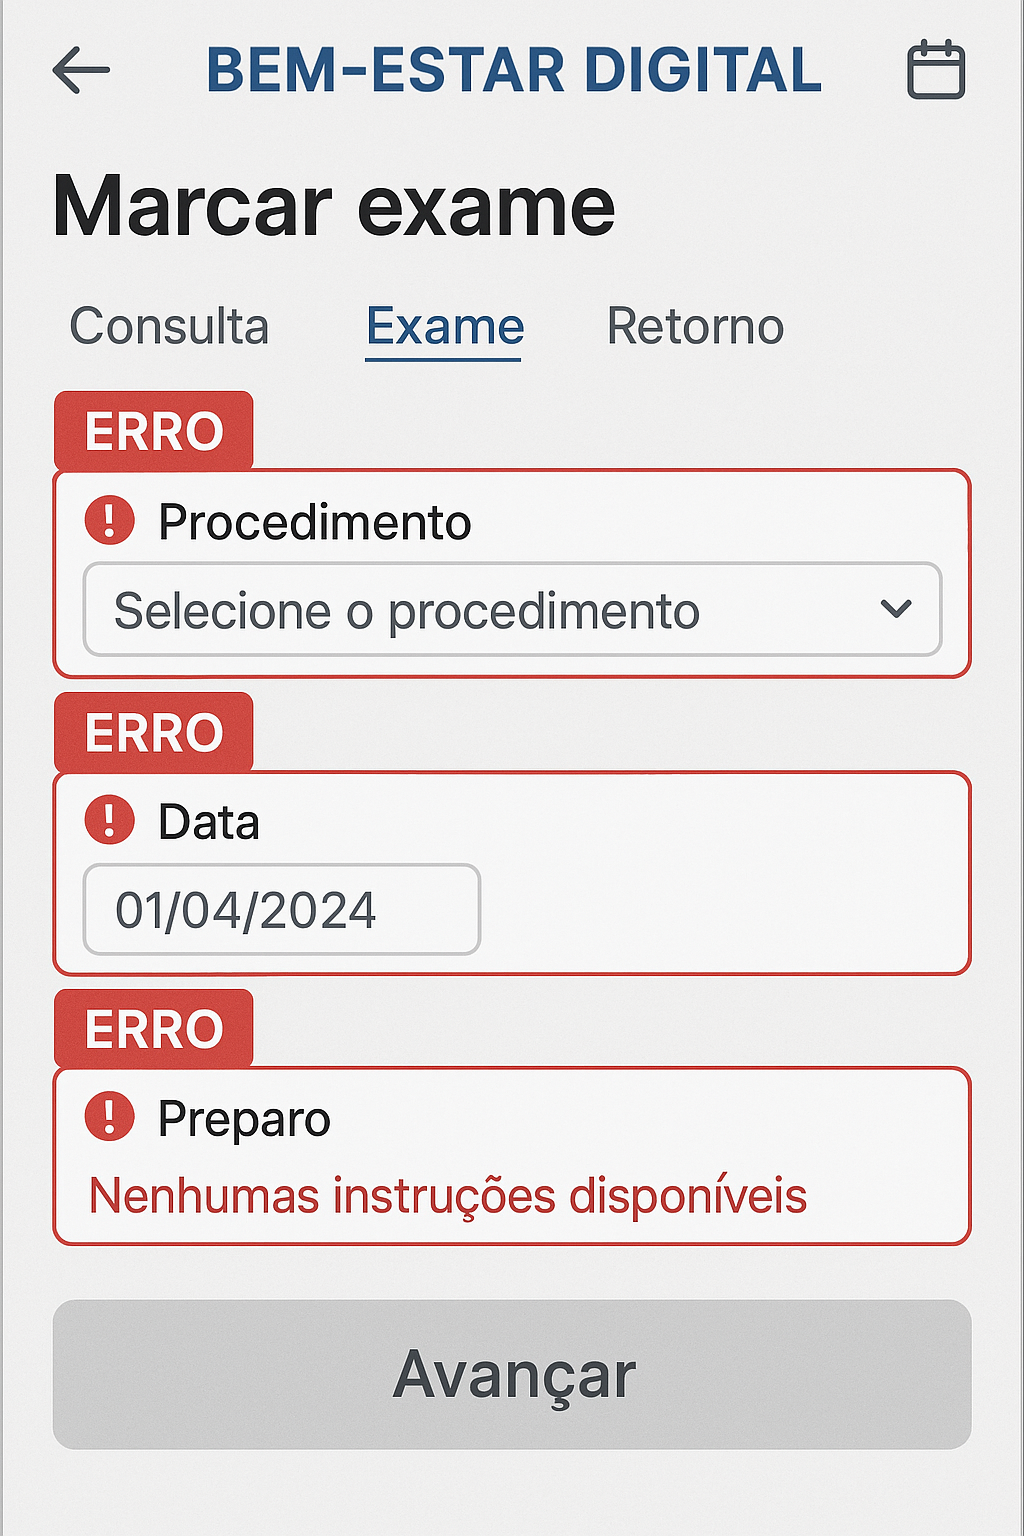 BEM-ESTAR DIGITAL
Marcar exame
Consulta Exame Retorno
ERRO
Procedimento
Selecione o procedimento
ERRO
Data
01/04/2024
ERRO
Preparo
Nenhumas instruções disponíveis
Avançar